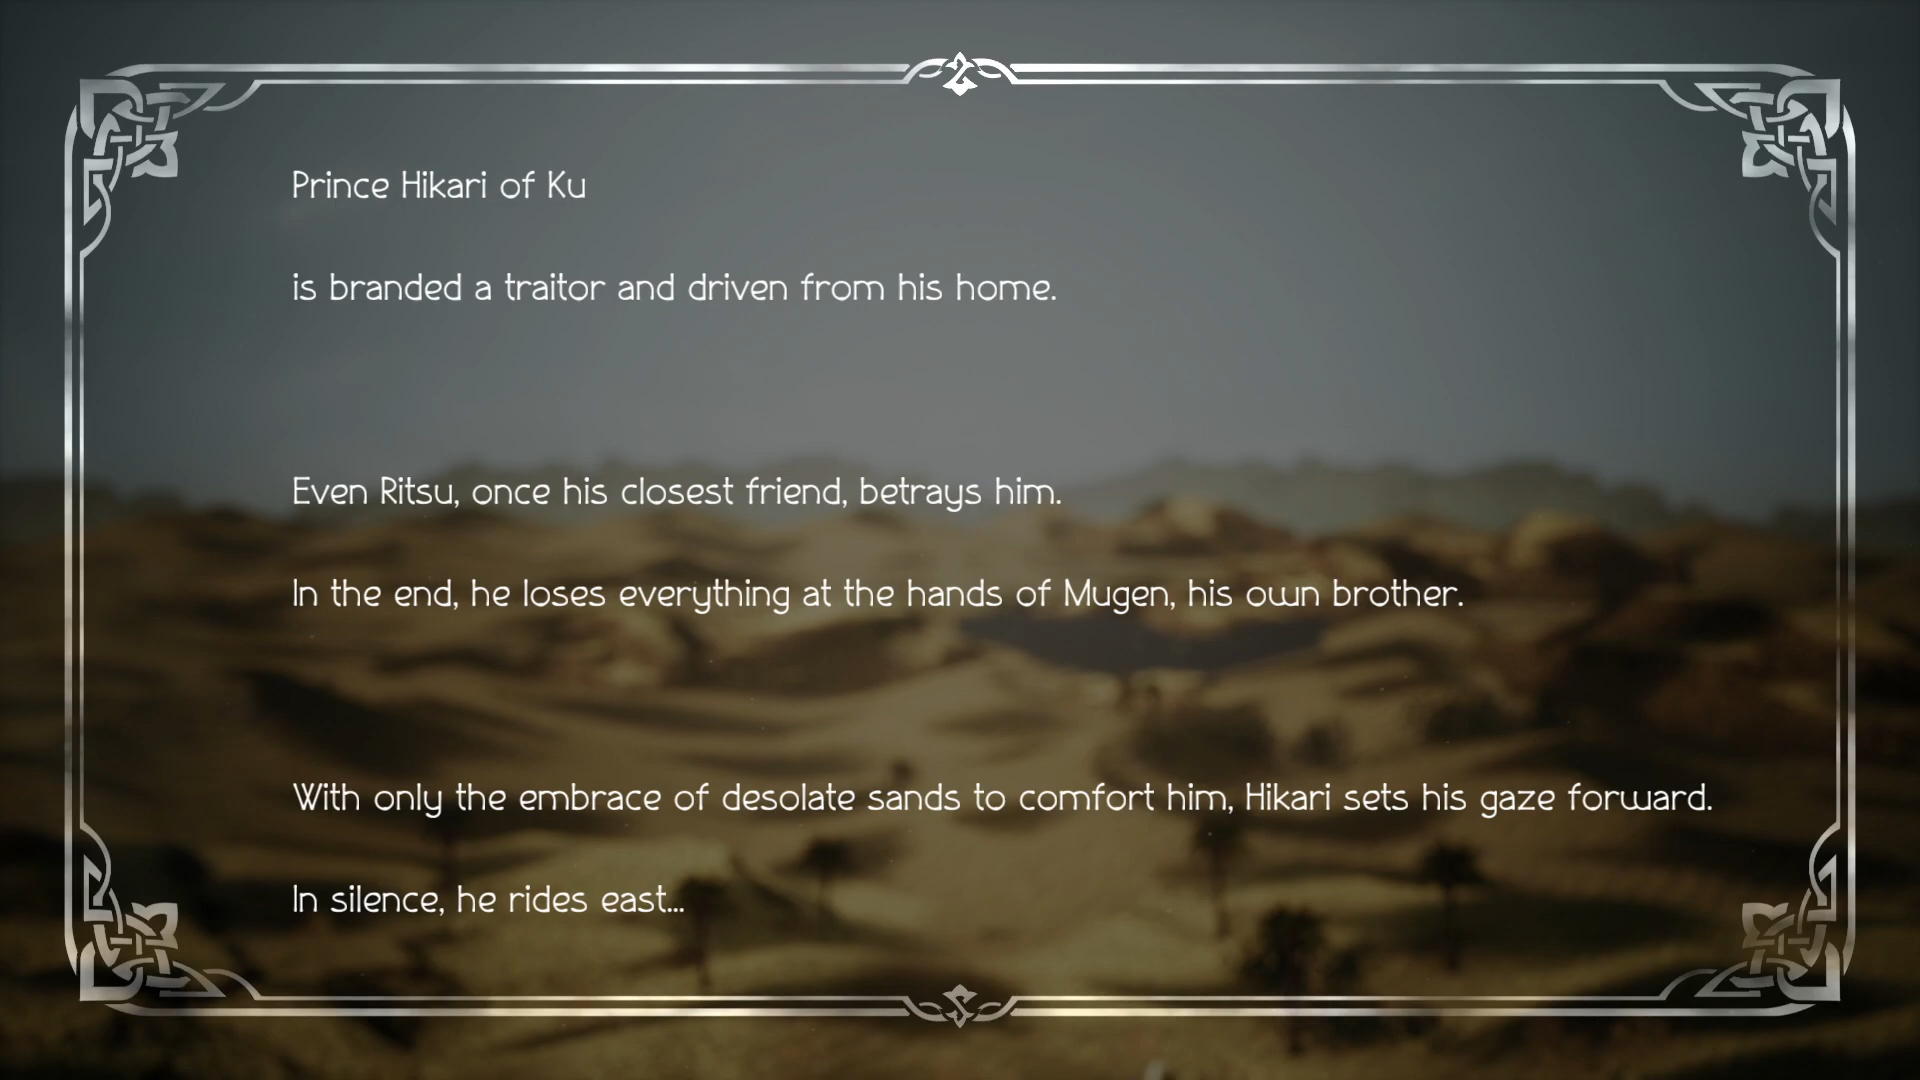 Prince Hikari of Ku
is branded a traitor and driven from his home.
Even Ritsu, once his closest friend, betrays him.
In the end, he loses everything at the hands of Mugen, his own brother.
With only the embrace of desolate sands to comfort him, Hikari sets his gaze forward.
In silence, he rides east...